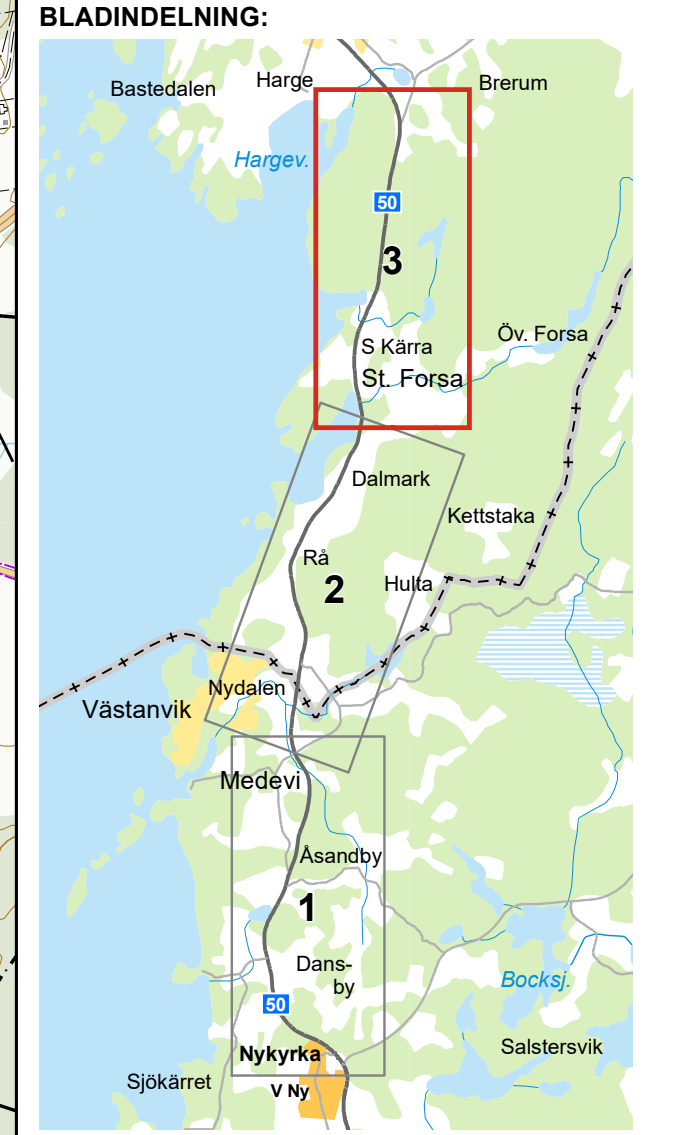 BLADINDELNING:
Harge
Brerum
Bastedalen
Hargev.
50
3
Öv. Forsa
S Kärra
St. Forsa
Dalmark
Kettstaka
Rå
2
Hulta
Nydalen
Västanvik
Medevi
Åsandby
1
Dans-
by
Bocksj.
50
Salstersvik
Nykyrka
Sjökärret
V Ny